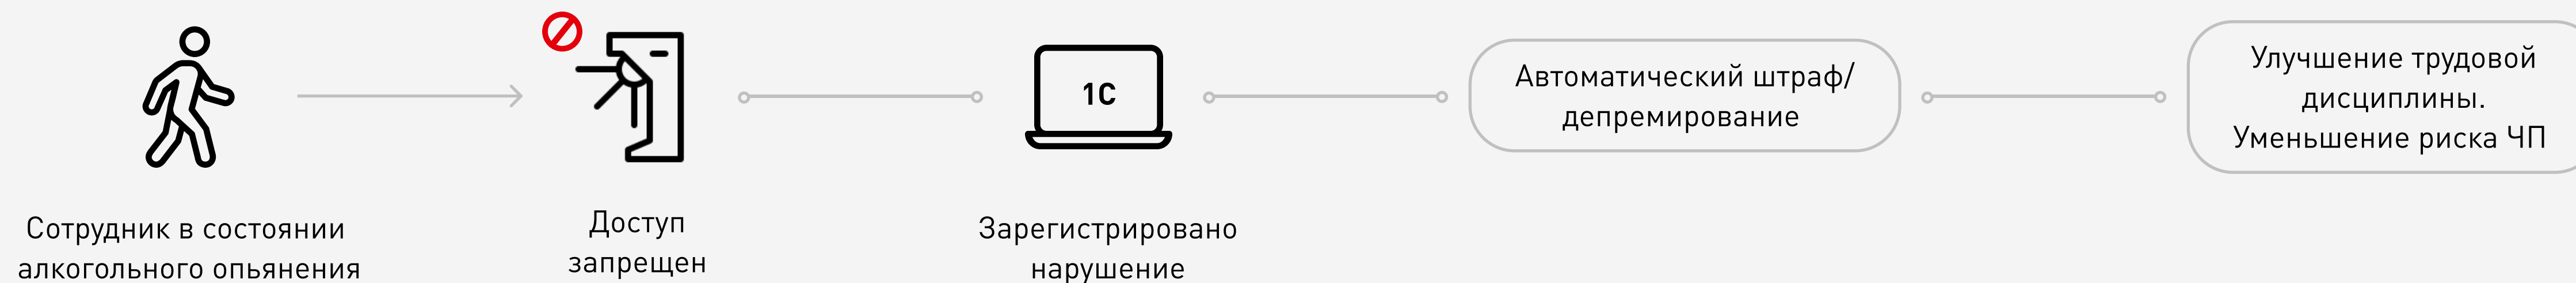 Сотрудник в состоянии
алкогольного опьянения
Доступ
запрещен
1С
Зарегистрировано
нарушение
Автоматический штраф/
депремирование
Улучшение трудовой
дисциплины.
Уменьшение риска ЧП